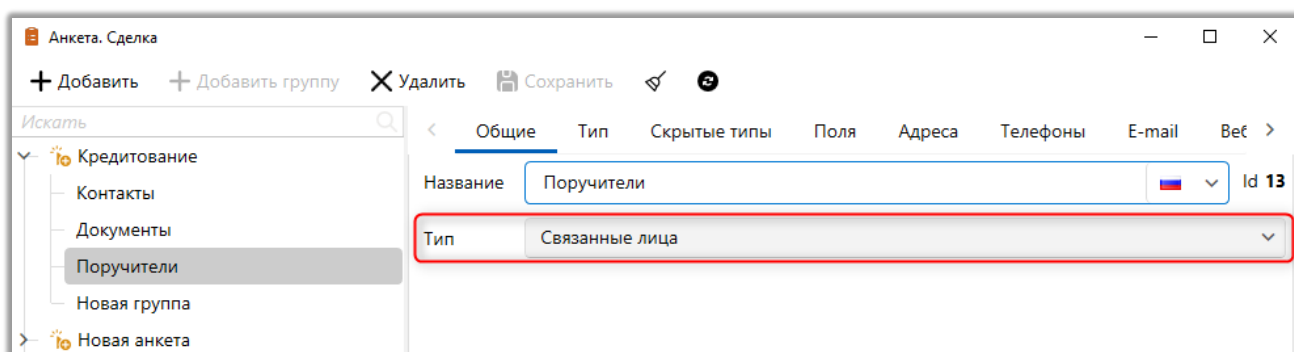 Анкета. Сделка
Добавить Добавить группу Удалить Сохранить
Искать
Общие Тип Скрытые типы Поля Адреса Телефоны E-mail Веб
Кредитование
Контакты
Документы
Поручители
Новая группа
Новая анкета
Название Поручители Id 13
Тип Связанные лица